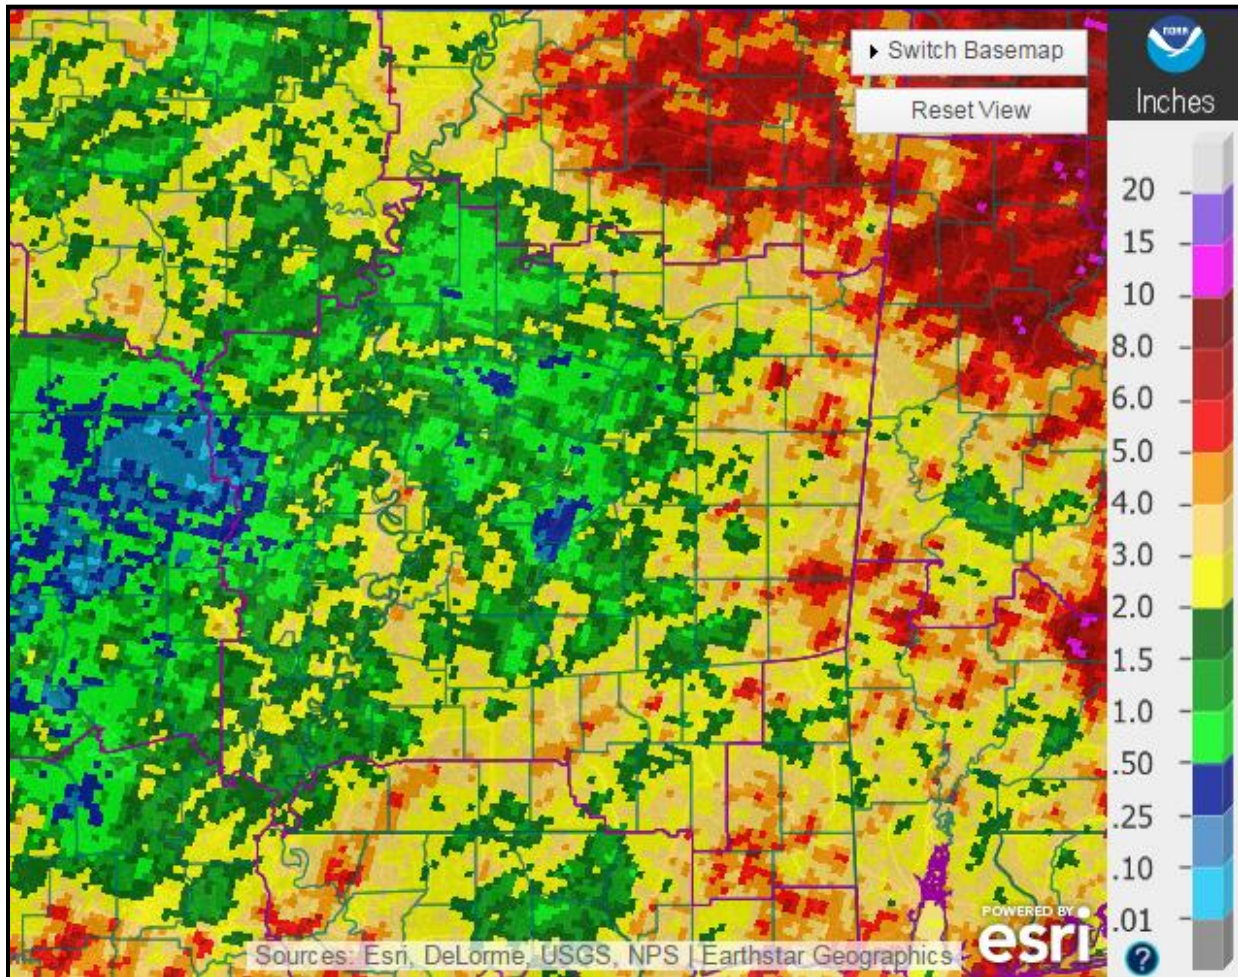 Switch Basemap
Reset View
NOAA
Inches
20
15
10
8.0
6.0
5.0
4.0
3.0
2.0
1.5
1.0
.50
.25
.10
.01
?
POWERED BY
esri
Sources: Esri, DeLorme, USGS, NPS | Earthstar Geographics